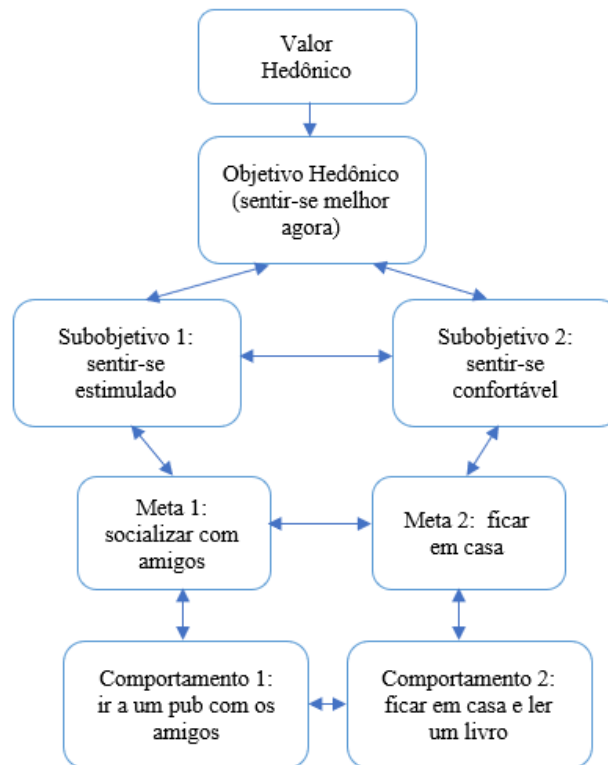 Valor
Hedônico
Objetivo Hedônico
(sentir-se melhor
agora)
Subobjetivo 1:
sentir-se
estimulado
Subobjetivo 2:
sentir-se
confortável
Meta 1:
socializar com
amigos
Meta 2:  ficar
em casa
Comportamento 1:
ir a um pub com os
amigos
Comportamento 2:
ficar em casa e ler
um livro